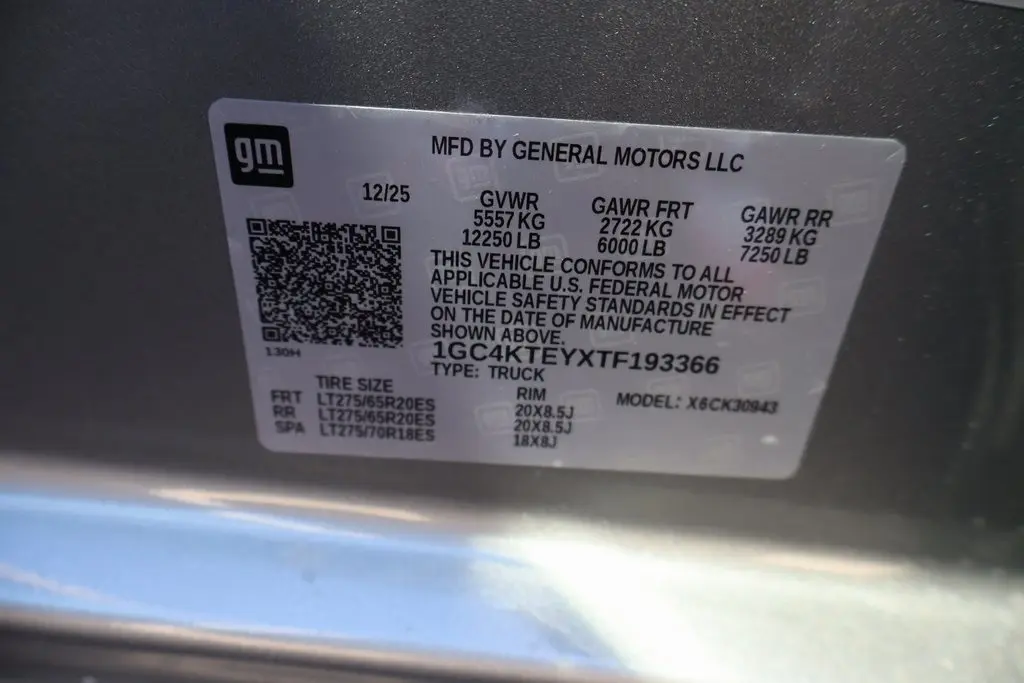 gm
MFD BY GENERAL MOTORS LLC
12/25
GVWR GAWR FRT GAWR RR
5557 KG 2722 KG 3289 KG
12250 LB 6000 LB 7250 LB
THIS VEHICLE CONFORMS TO ALL
APPLICABLE U.S. FEDERAL MOTOR
VEHICLE SAFETY STANDARDS IN EFFECT
ON THE DATE OF MANUFACTURE
SHOWN ABOVE.
130H
1GC4KTEYXTF193366
TYPE: TRUCK
TIRE SIZE RIM MODEL: X6CK30943
FRT LT275/65R20ES 20X8.5J
RR LT275/65R20ES 20X8.5J
SPA LT275/70R18ES 18X8J